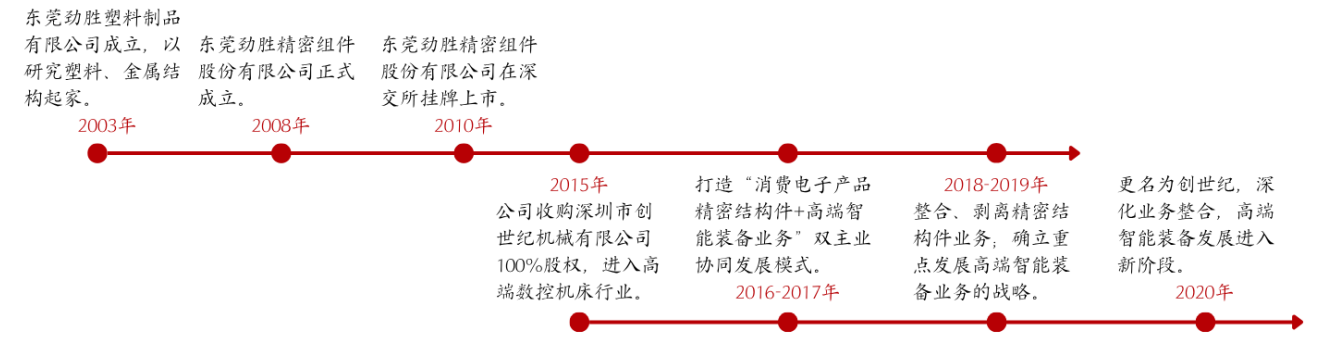 东莞劲胜塑料制品
有限公司成立，以
研究塑料、金属结
构起家。
2003年
东莞劲胜精密组件
股份有限公司正式
成立。
2008年
东莞劲胜精密组件
股份有限公司在深
交所挂牌上市。
2010年
2015年
公司收购深圳市创
世纪机械有限公司
100%股权，进入高
端数控机床行业。
打造“消费电子产品
精密结构件+高端智
能装备业务”双主业
协同发展模式。
2016-2017年
2018-2019年
整合、剥离精密结
构件业务；确立重
点发展高端智能装
备业务的战略。
更名为创世纪，深
化业务整合，高端
智能装备发展进入
新阶段。
2020年